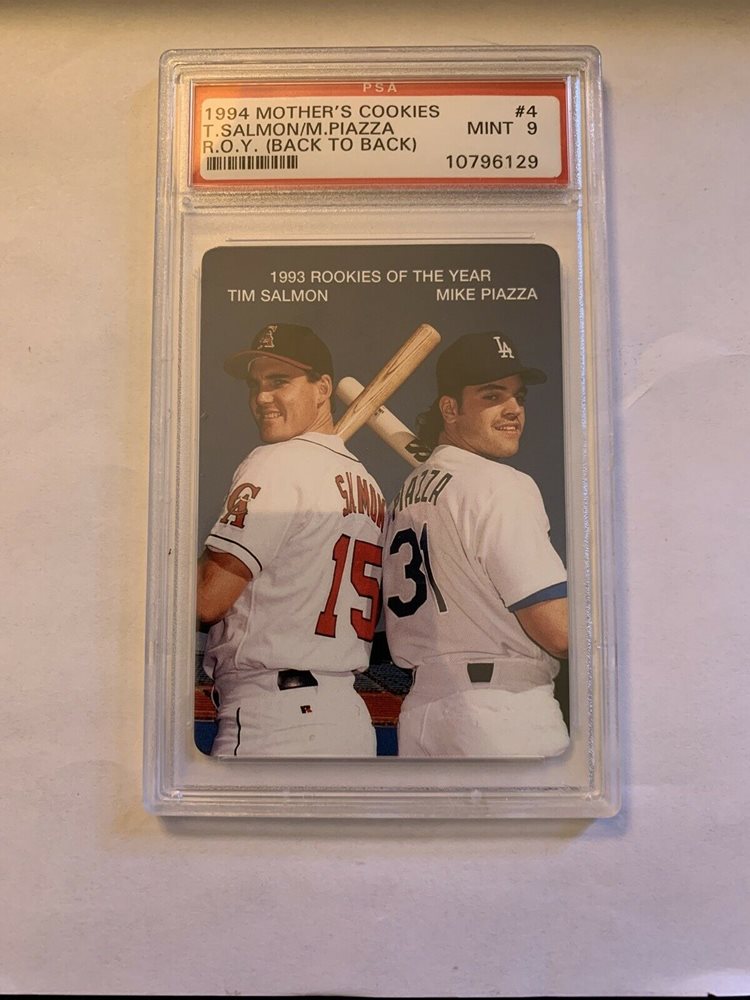 PSA
1994 MOTHER'S COOKIES #4
T.SALMON/M.PIAZZA MINT 9
R.O.Y. (BACK TO BACK)
10796129
1993 ROOKIES OF THE YEAR
TIM SALMON MIKE PIAZZA
A
LA
CA
SALMON
15
PIAZZA
31
R